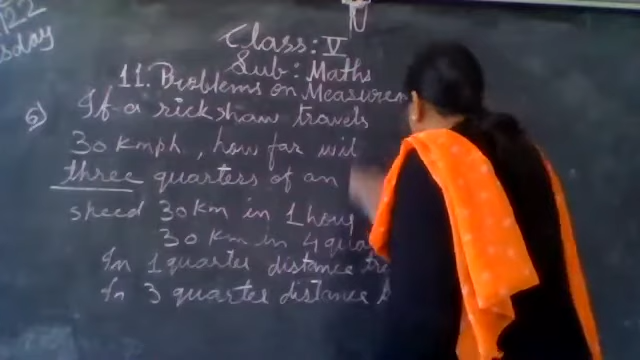 122
sday
Class: V
Sub: Maths
11. Problems on Measurem
6) If a rickshaw travels
30 kmph, how far wil
three quarters of an
speed 30 km in 1 hour
30 km in 4 qua
In 1 quarter distance tr
In 3 quarter distance